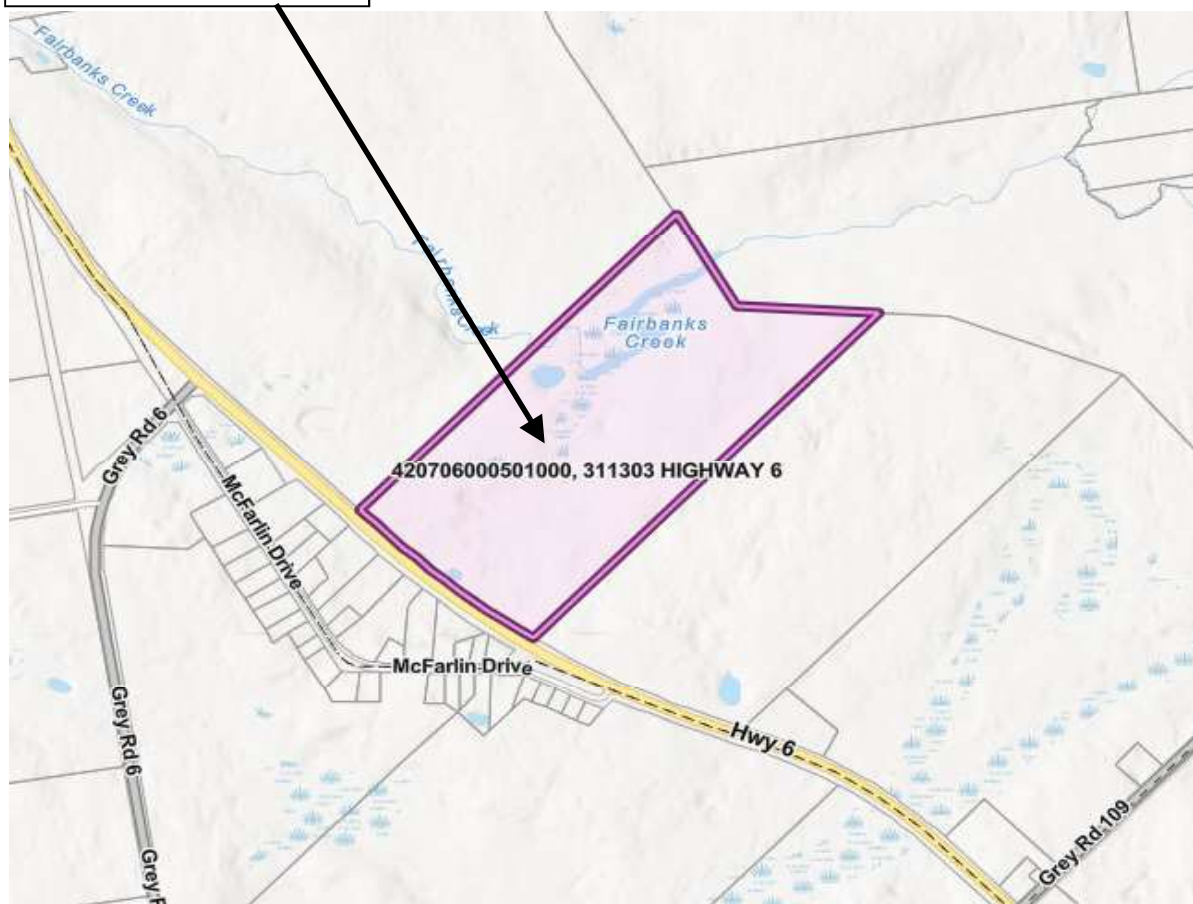 Fairbanks Creek
Fairbanks Creek
Fairbanks
Creek
Grey Rd 6
420706000501000, 311303 HIGHWAY 6
McFarlin Drive
McFarlin Drive
Grey Rd 6
Hwy 6
Grey Rd 109
Grey